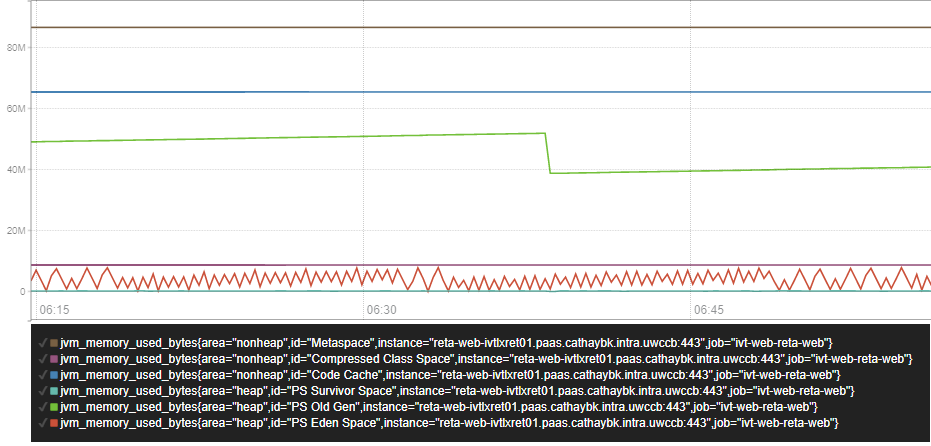 80M
60M
40M
20M
0
06:15 06:30 06:45
✓ jvm_memory_used_bytes{area="nonheap",id="Metaspace",instance="reta-web-ivtlxret01.paas.cathaybk.intra.uwccb:443",job="ivt-web-reta-web"}
✓ jvm_memory_used_bytes{area="nonheap",id="Compressed Class Space",instance="reta-web-ivtlxret01.paas.cathaybk.intra.uwccb:443",job="ivt-web-reta-web"}
✓ jvm_memory_used_bytes{area="nonheap",id="Code Cache",instance="reta-web-ivtlxret01.paas.cathaybk.intra.uwccb:443",job="ivt-web-reta-web"}
✓ jvm_memory_used_bytes{area="heap",id="PS Survivor Space",instance="reta-web-ivtlxret01.paas.cathaybk.intra.uwccb:443",job="ivt-web-reta-web"}
✓ jvm_memory_used_bytes{area="heap",id="PS Old Gen",instance="reta-web-ivtlxret01.paas.cathaybk.intra.uwccb:443",job="ivt-web-reta-web"}
✓ jvm_memory_used_bytes{area="heap",id="PS Eden Space",instance="reta-web-ivtlxret01.paas.cathaybk.intra.uwccb:443",job="ivt-web-reta-web"}